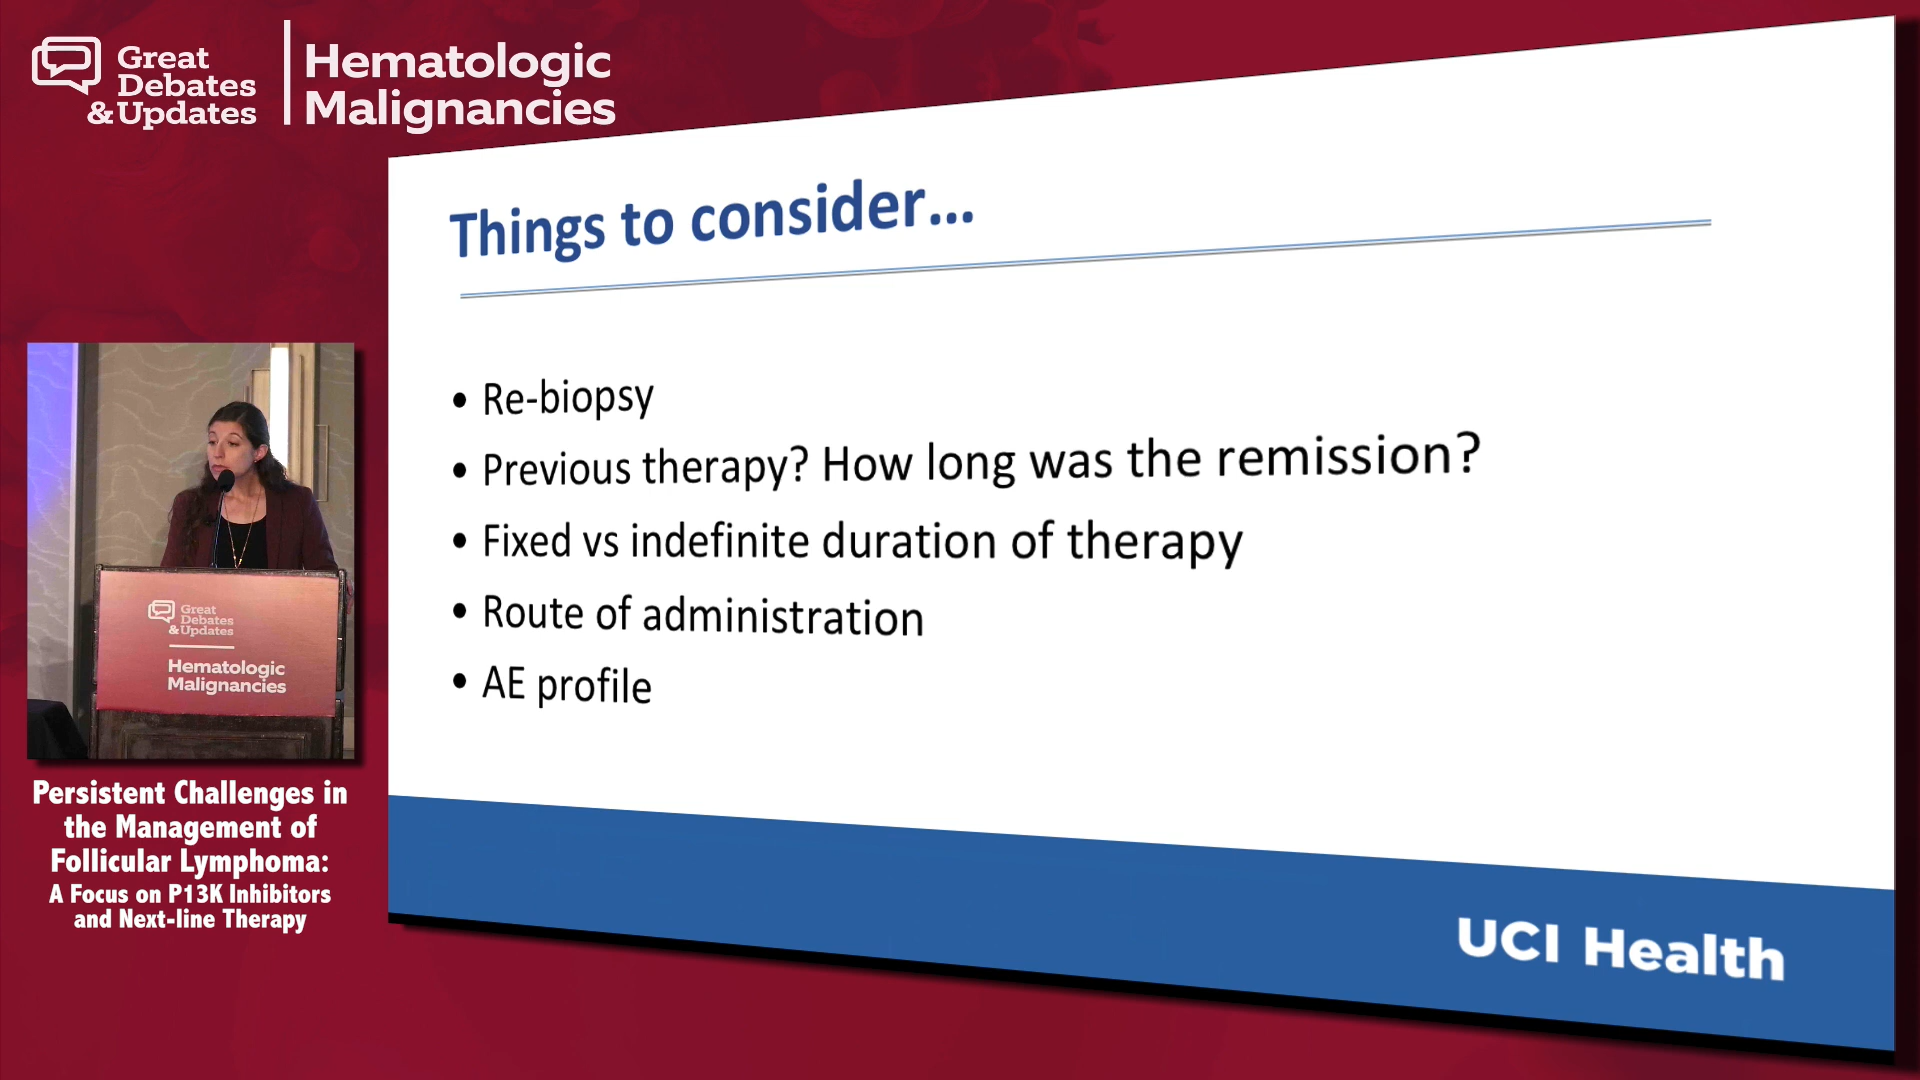 Great
Debates
&Updates
Hematologic
Malignancies
Things to consider...
• Re-biopsy
• Previous therapy? How long was the remission?
• Fixed vs indefinite duration of therapy
• Route of administration
• AE profile
UCI Health
Great
Debates
&Updates
Hematologic
Malignancies
Persistent Challenges in
the Management of
Follicular Lymphoma:
A Focus on P13K Inhibitors
and Next-line Therapy